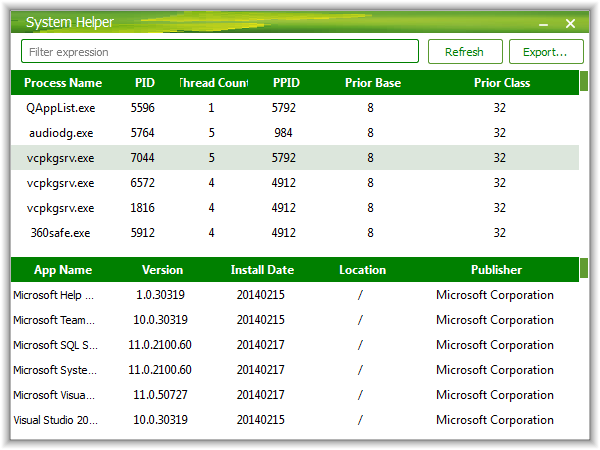 System Helper
Filter expression Refresh Export...
Process Name PID Thread Count PPID Prior Base Prior Class
QAppList.exe 5596 1 5792 8 32
audiodg.exe 5764 5 984 8 32
vcpkgsrv.exe 7044 5 5792 8 32
vcpkgsrv.exe 6572 4 4912 8 32
vcpkgsrv.exe 1816 4 4912 8 32
360safe.exe 5912 4 4912 8 32
App Name Version Install Date Location Publisher
Microsoft Help ... 1.0.30319 20140215 / Microsoft Corporation
Microsoft Team... 10.0.30319 20140215 / Microsoft Corporation
Microsoft SQL S... 11.0.2100.60 20140217 / Microsoft Corporation
Microsoft Syste... 11.0.2100.60 20140217 / Microsoft Corporation
Microsoft Visua... 11.0.50727 20140217 / Microsoft Corporation
Visual Studio 20... 10.0.30319 20140215 / Microsoft Corporation